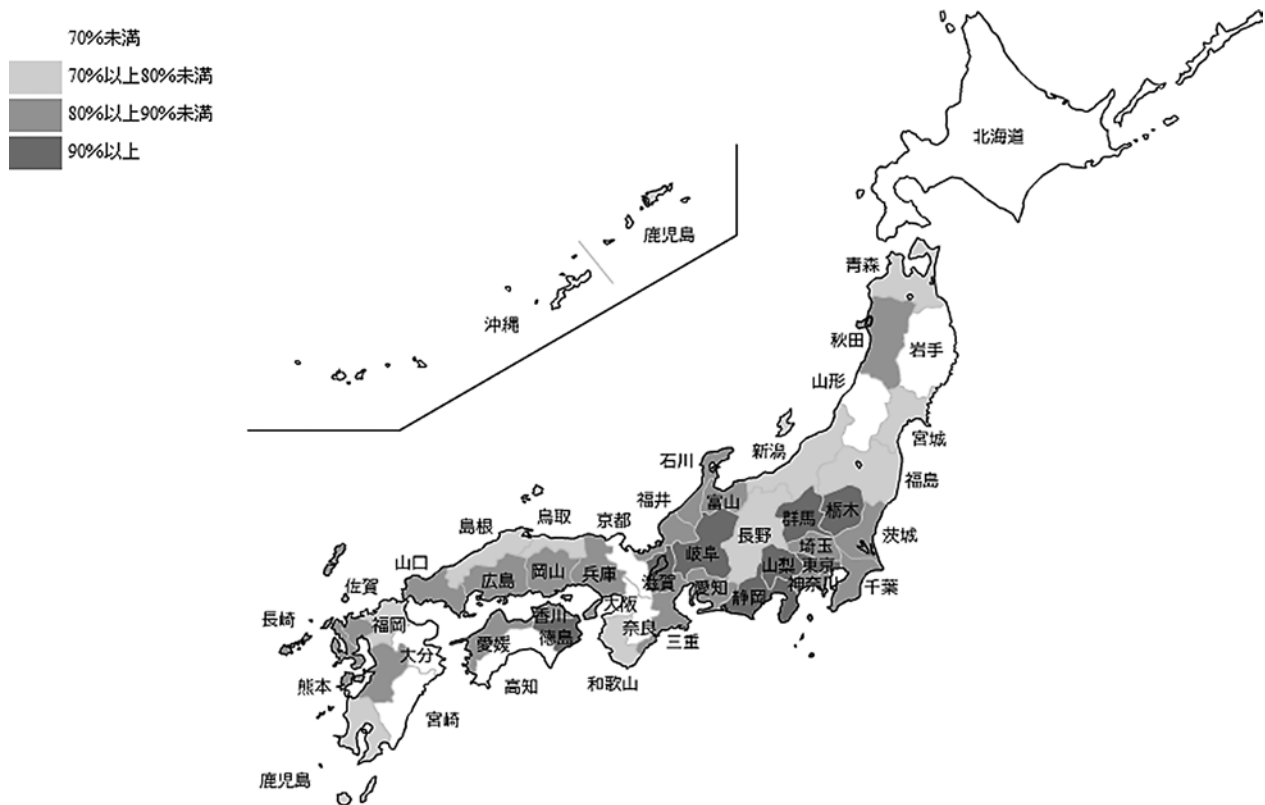 70%未満
70%以上80%未満
80%以上90%未満
90%以上
北海道
鹿児島
沖縄
青森
秋田
岩手
山形
宮城
新潟
福島
石川
富山
福井
群馬
栃木
茨城
長野
埼玉
岐阜
山梨
東京
神奈川
千葉
滋賀
愛知
静岡
三重
京都
鳥取
島根
山口
広島
岡山
兵庫
大阪
奈良
和歌山
香川
徳島
愛媛
高知
佐賀
長崎
福岡
大分
熊本
宮崎
鹿児島